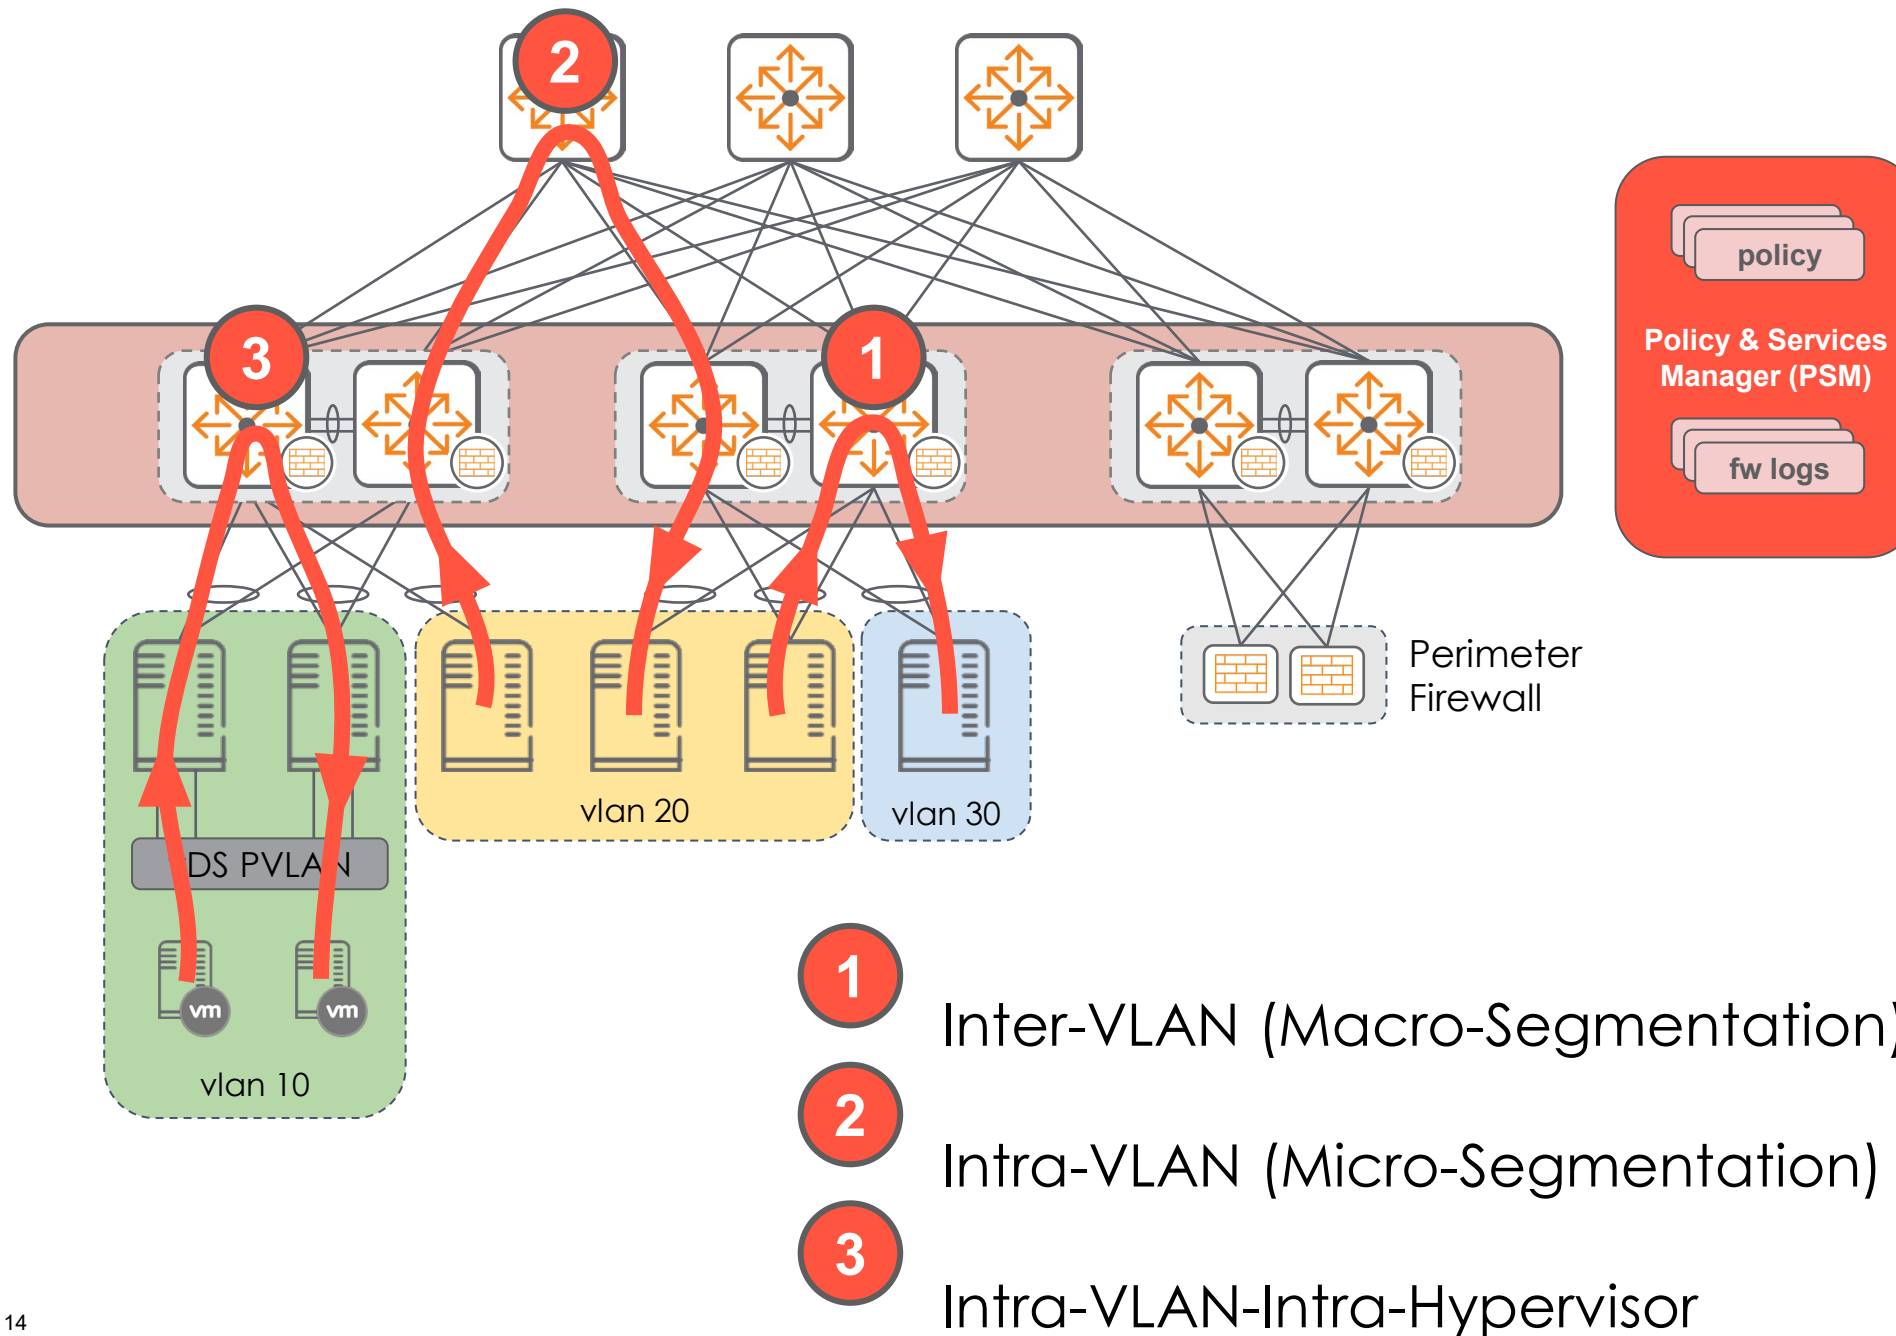 2
3
1
policy
Policy & Services
Manager (PSM)
fw logs
Perimeter
Firewall
vlan 20
vlan 30
DS PVLAN
vm
vm
vlan 10
1
Inter-VLAN (Macro-Segmentation)
2
Intra-VLAN (Micro-Segmentation)
3
Intra-VLAN-Intra-Hypervisor
14